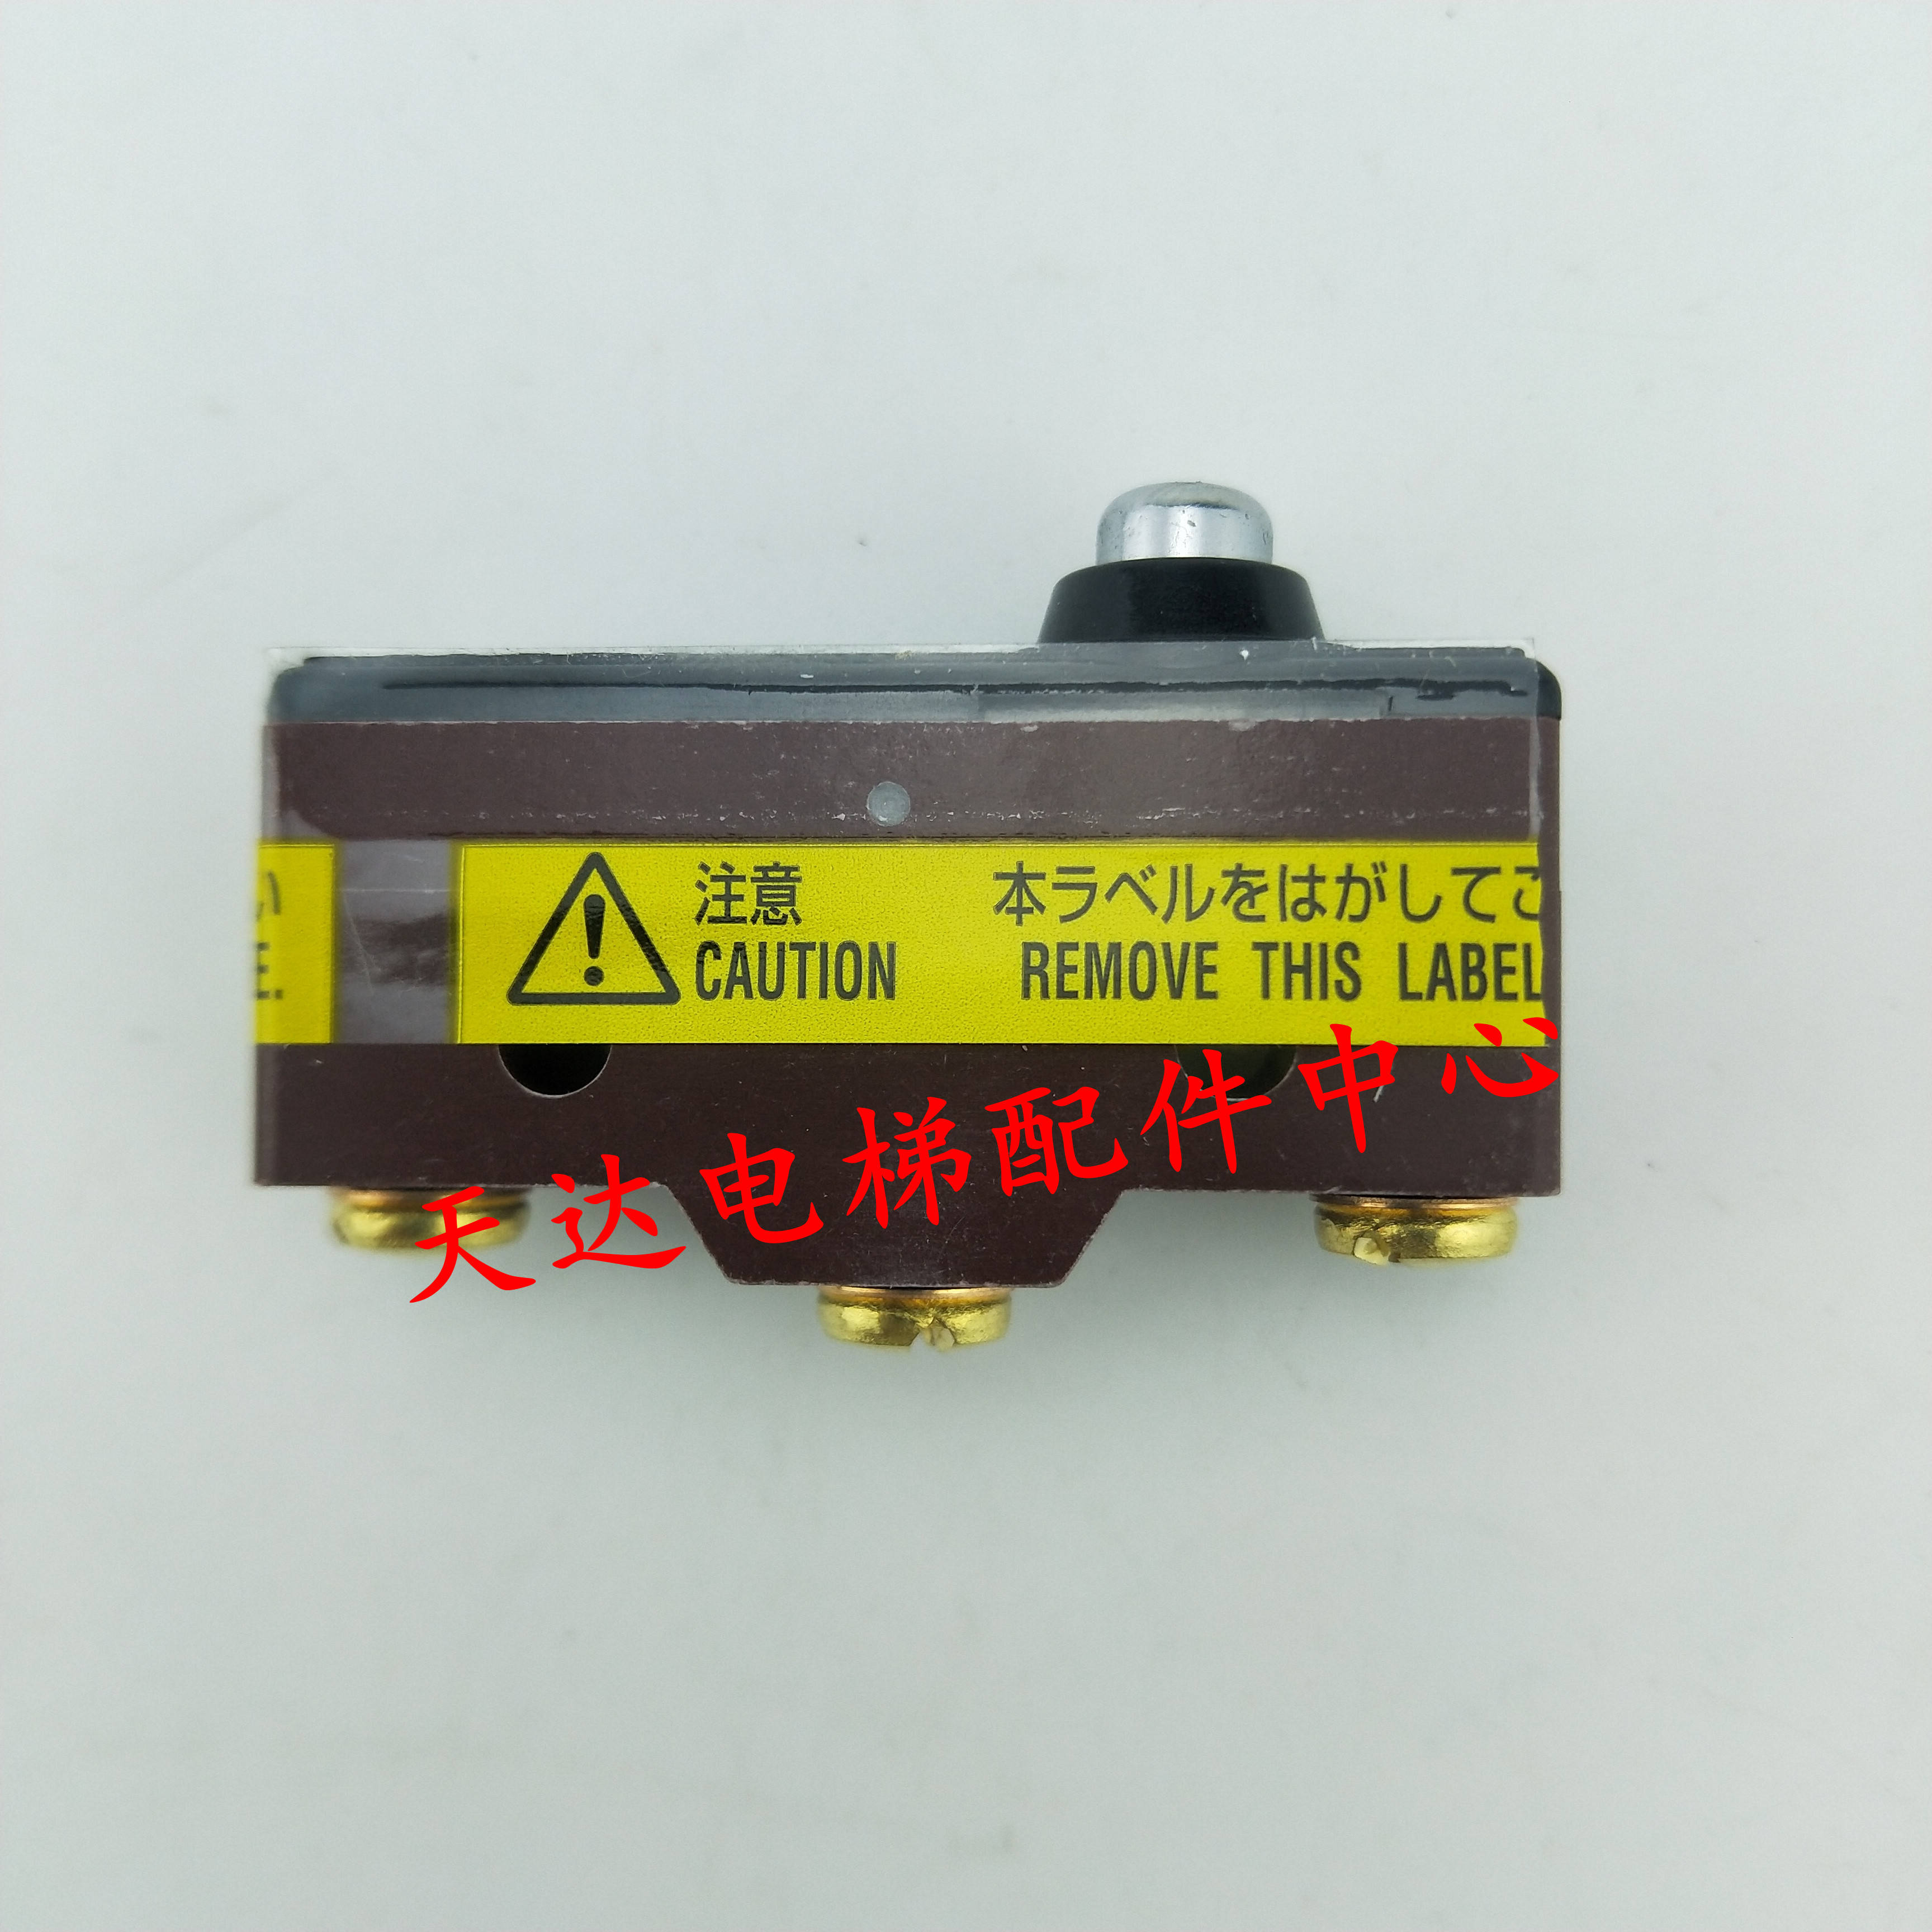 注意 本ラベルをはがしてご
CAUTION REMOVE THIS LABEL
い
E.
天达电梯配件中心